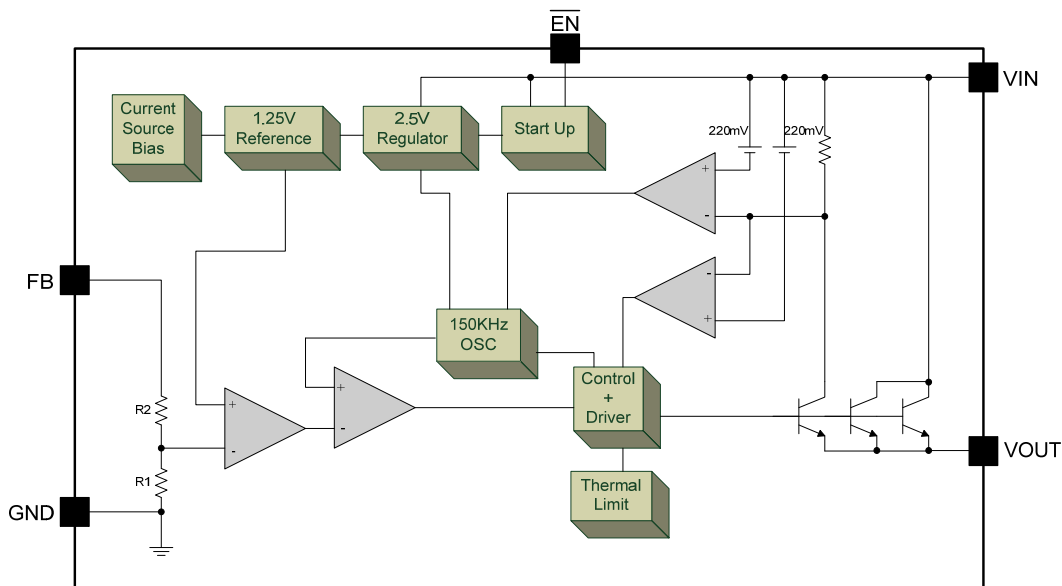 EN
VIN
Current
Source
Bias
1.25V
Reference
2.5V
Regulator
Start Up
220mV
220mV
+
-
-
+
FB
150KHz
OSC
Control
+
Driver
+
-
+
-
R2
R1
VOUT
GND
Thermal
Limit